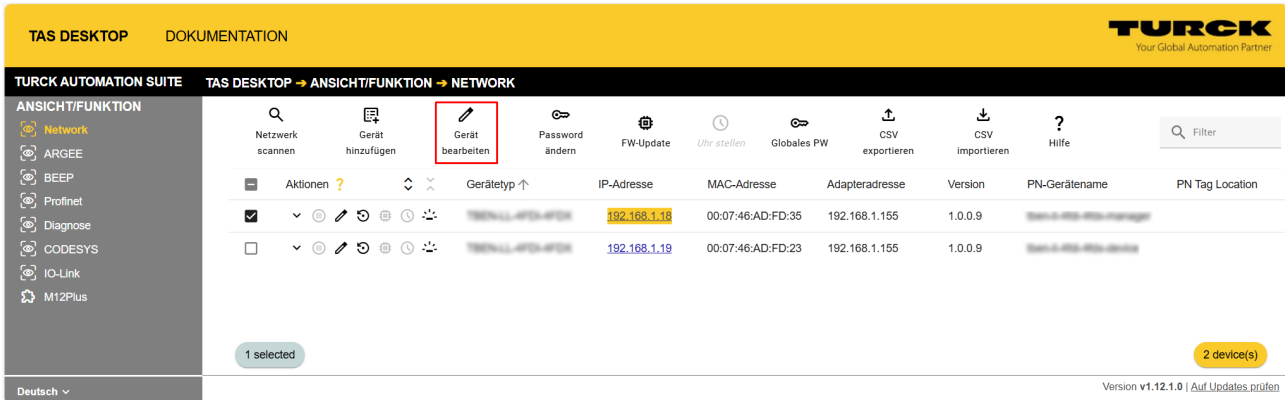 TAS DESKTOP DOKUMENTATION
TURCK
Your Global Automation Partner
TURCK AUTOMATION SUITE TAS DESKTOP ➔ ANSICHT/FUNKTION ➔ NETWORK
ANSICHT/FUNKTION
Network
ARGEE
BEEP
Profinet
Diagnose
CODESYS
IO-Link
M12Plus
Netzwerk scannen
Gerät hinzufügen
Gerät bearbeiten
Password ändern
FW-Update
Uhr stellen
Globales PW
CSV exportieren
CSV importieren
? Hilfe
Filter
Aktionen ? Gerätetyp IP-Adresse MAC-Adresse Adapteradresse Version PN-Gerätename PN Tag Location
192.168.1.18 00:07:46:AD:FD:35 192.168.1.155 1.0.0.9
192.168.1.19 00:07:46:AD:FD:23 192.168.1.155 1.0.0.9
1 selected
2 device(s)
Deutsch
Version v1.12.1.0 | Auf Updates prüfen